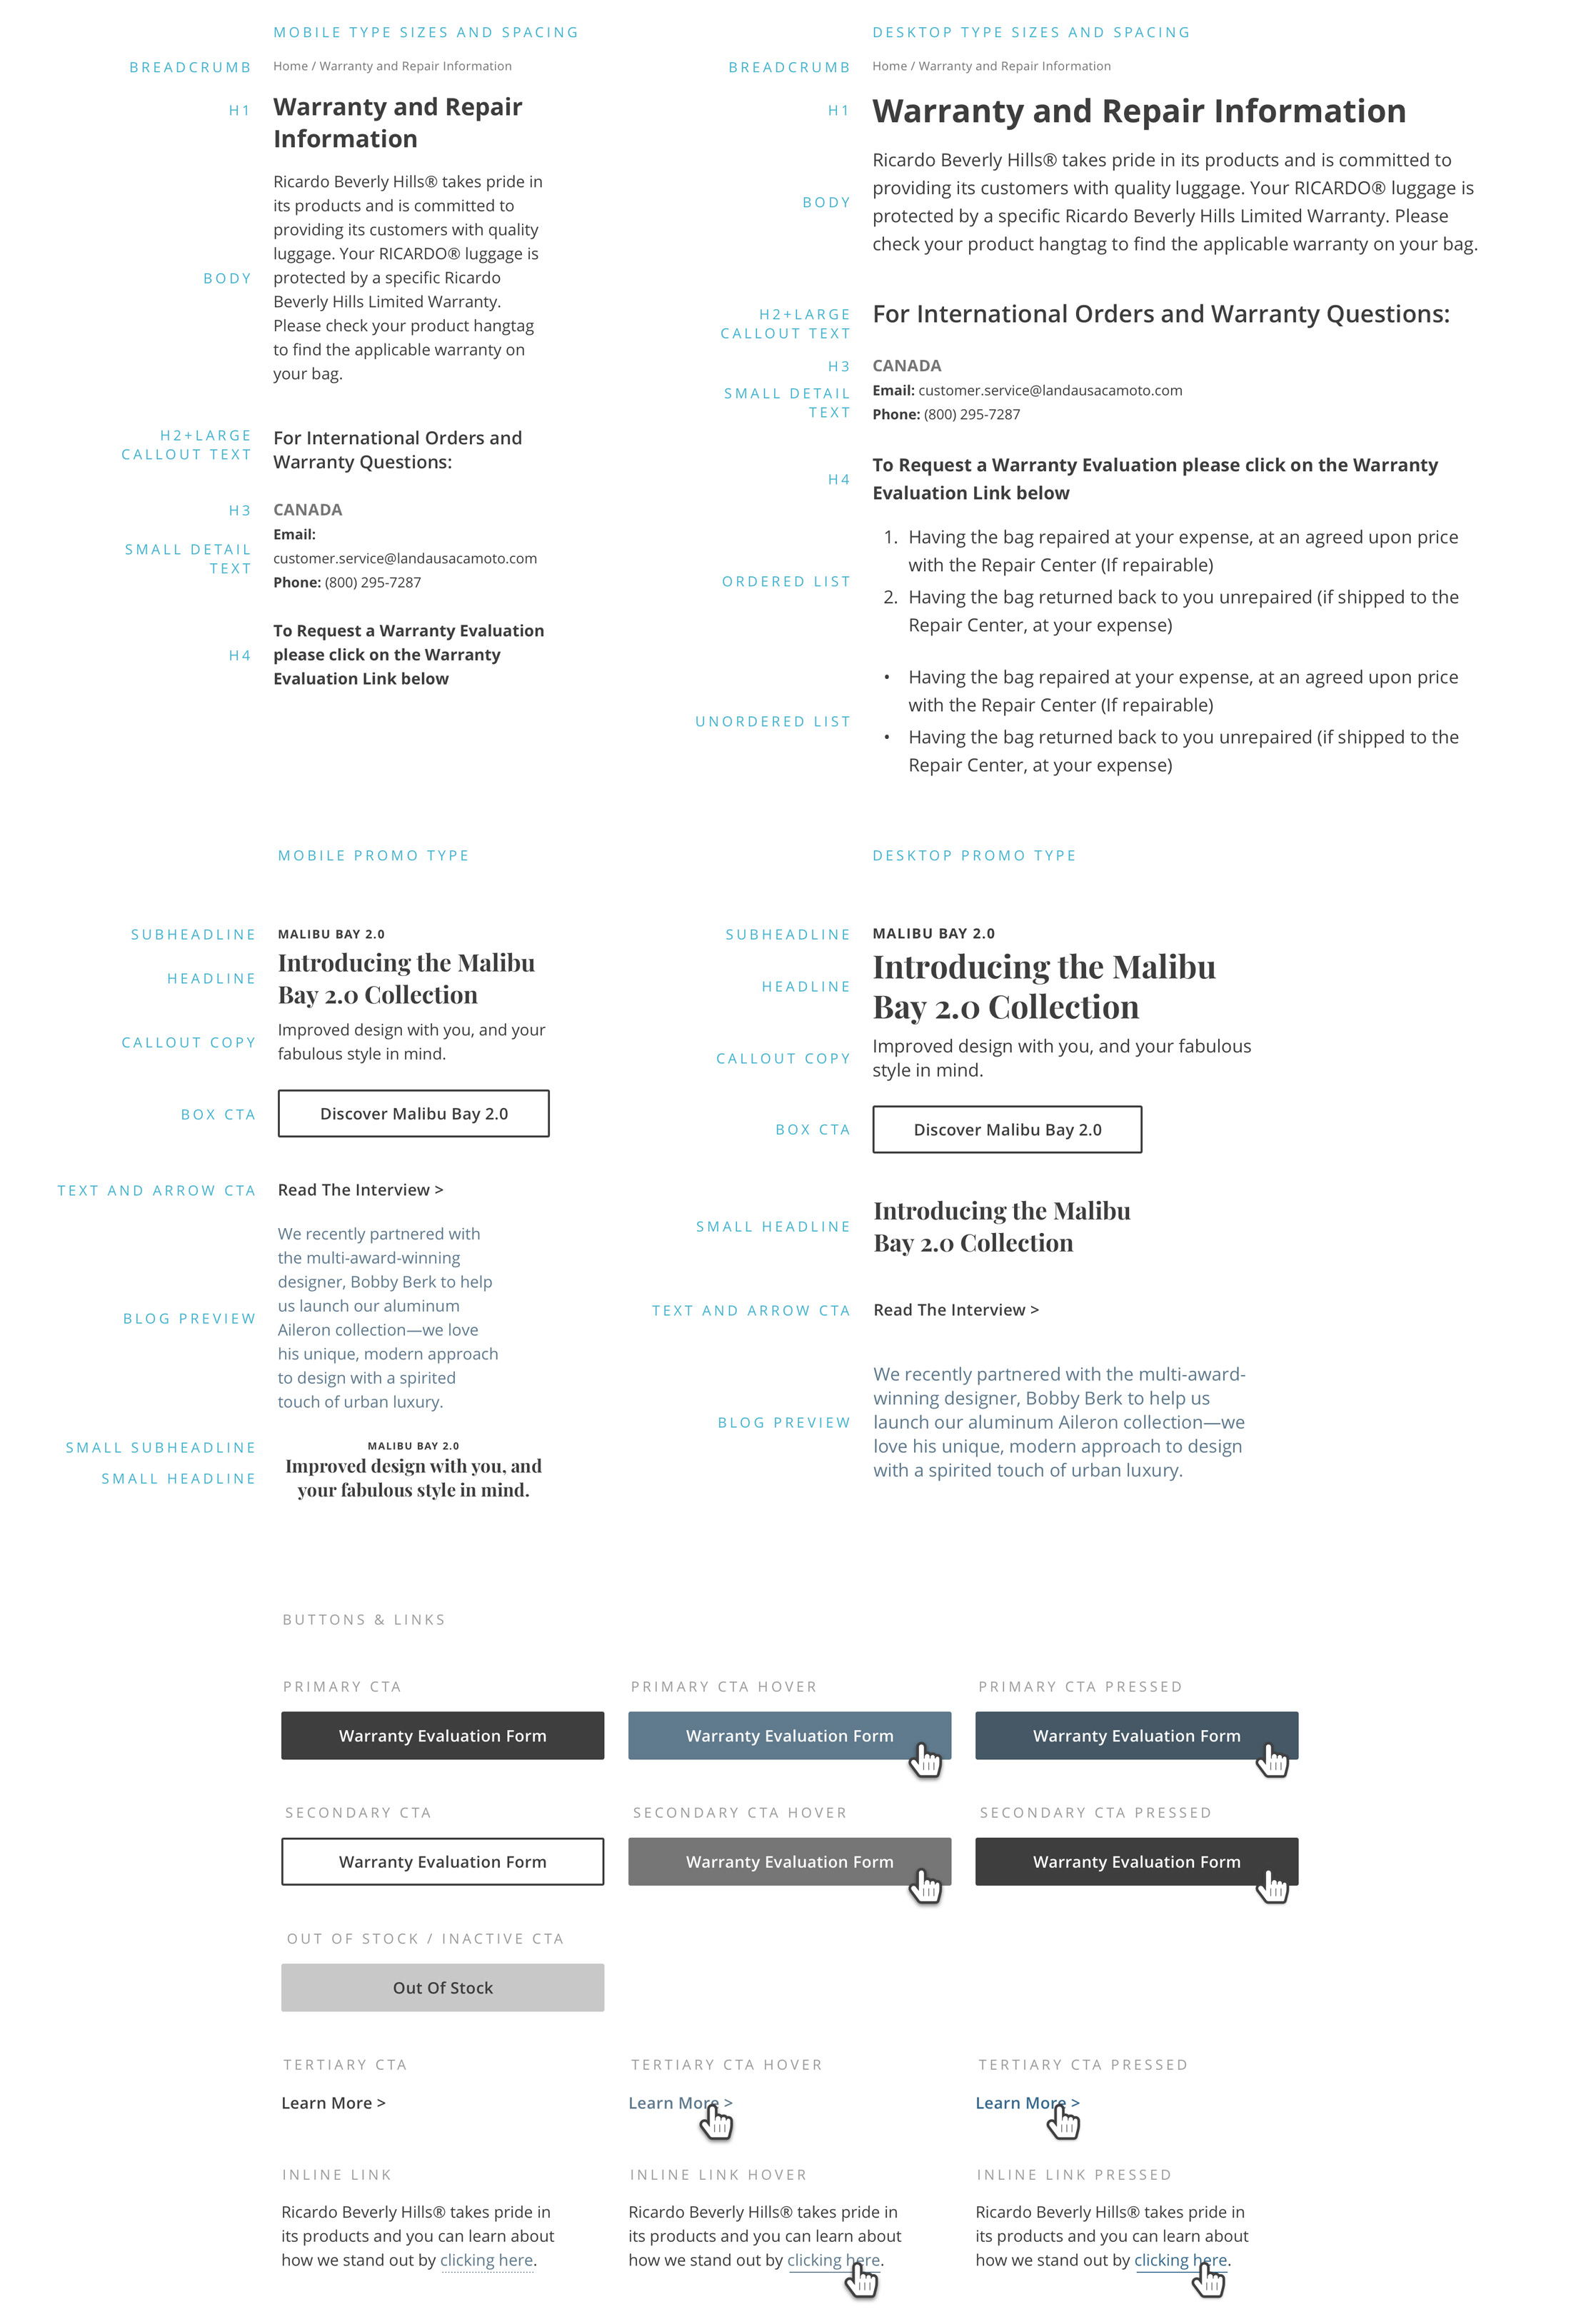 MOBILE TYPE SIZES AND SPACING
BREADCRUMB
Home / Warranty and Repair Information
H1
Warranty and Repair
Information
BODY
Ricardo Beverly Hills® takes pride in
its products and is committed to
providing its customers with quality
luggage. Your RICARDO® luggage is
protected by a specific Ricardo
Beverly Hills Limited Warranty.
Please check your product hangtag
to find the applicable warranty on
your bag.
H2+LARGE
CALLOUT TEXT
For International Orders and
Warranty Questions:
H3
CANADA
SMALL DETAIL
TEXT
Email:
customer.service@landausacamoto.com
Phone: (800) 295-7287
H4
To Request a Warranty Evaluation
please click on the Warranty
Evaluation Link below
DESKTOP TYPE SIZES AND SPACING
BREADCRUMB
Home / Warranty and Repair Information
H1
Warranty and Repair Information
BODY
Ricardo Beverly Hills® takes pride in its products and is committed to
providing its customers with quality luggage. Your RICARDO® luggage is
protected by a specific Ricardo Beverly Hills Limited Warranty. Please
check your product hangtag to find the applicable warranty on your bag.
H2+LARGE
CALLOUT TEXT
For International Orders and Warranty Questions:
H3
CANADA
SMALL DETAIL
TEXT
Email: customer.service@landausacamoto.com
Phone: (800) 295-7287
H4
To Request a Warranty Evaluation please click on the Warranty
Evaluation Link below
ORDERED LIST
1. Having the bag repaired at your expense, at an agreed upon price
with the Repair Center (If repairable)
2. Having the bag returned back to you unrepaired (if shipped to the
Repair Center, at your expense)
UNORDERED LIST
• Having the bag repaired at your expense, at an agreed upon price
with the Repair Center (If repairable)
• Having the bag returned back to you unrepaired (if shipped to the
Repair Center, at your expense)
MOBILE PROMO TYPE
SUBHEADLINE
MALIBU BAY 2.0
HEADLINE
Introducing the Malibu
Bay 2.0 Collection
CALLOUT COPY
Improved design with you, and your
fabulous style in mind.
BOX CTA
Discover Malibu Bay 2.0
TEXT AND ARROW CTA
Read The Interview >
BLOG PREVIEW
We recently partnered with
the multi-award-winning
designer, Bobby Berk to help
us launch our aluminum
Aileron collection—we love
his unique, modern approach
to design with a spirited
touch of urban luxury.
SMALL SUBHEADLINE
MALIBU BAY 2.0
SMALL HEADLINE
Improved design with you, and
your fabulous style in mind.
DESKTOP PROMO TYPE
SUBHEADLINE
MALIBU BAY 2.0
HEADLINE
Introducing the Malibu
Bay 2.0 Collection
CALLOUT COPY
Improved design with you, and your fabulous
style in mind.
BOX CTA
Discover Malibu Bay 2.0
SMALL HEADLINE
Introducing the Malibu
Bay 2.0 Collection
TEXT AND ARROW CTA
Read The Interview >
BLOG PREVIEW
We recently partnered with the multi-award-
winning designer, Bobby Berk to help us
launch our aluminum Aileron collection—we
love his unique, modern approach to design
with a spirited touch of urban luxury.
BUTTONS & LINKS
PRIMARY CTA
Warranty Evaluation Form
PRIMARY CTA HOVER
Warranty Evaluation Form
PRIMARY CTA PRESSED
Warranty Evaluation Form
SECONDARY CTA
Warranty Evaluation Form
SECONDARY CTA HOVER
Warranty Evaluation Form
SECONDARY CTA PRESSED
Warranty Evaluation Form
OUT OF STOCK / INACTIVE CTA
Out Of Stock
TERTIARY CTA
Learn More >
TERTIARY CTA HOVER
Learn More >
TERTIARY CTA PRESSED
Learn More >
INLINE LINK
Ricardo Beverly Hills® takes pride in
its products and you can learn about
how we stand out by clicking here.
INLINE LINK HOVER
Ricardo Beverly Hills® takes pride in
its products and you can learn about
how we stand out by clicking here.
INLINE LINK PRESSED
Ricardo Beverly Hills® takes pride in
its products and you can learn about
how we stand out by clicking here.